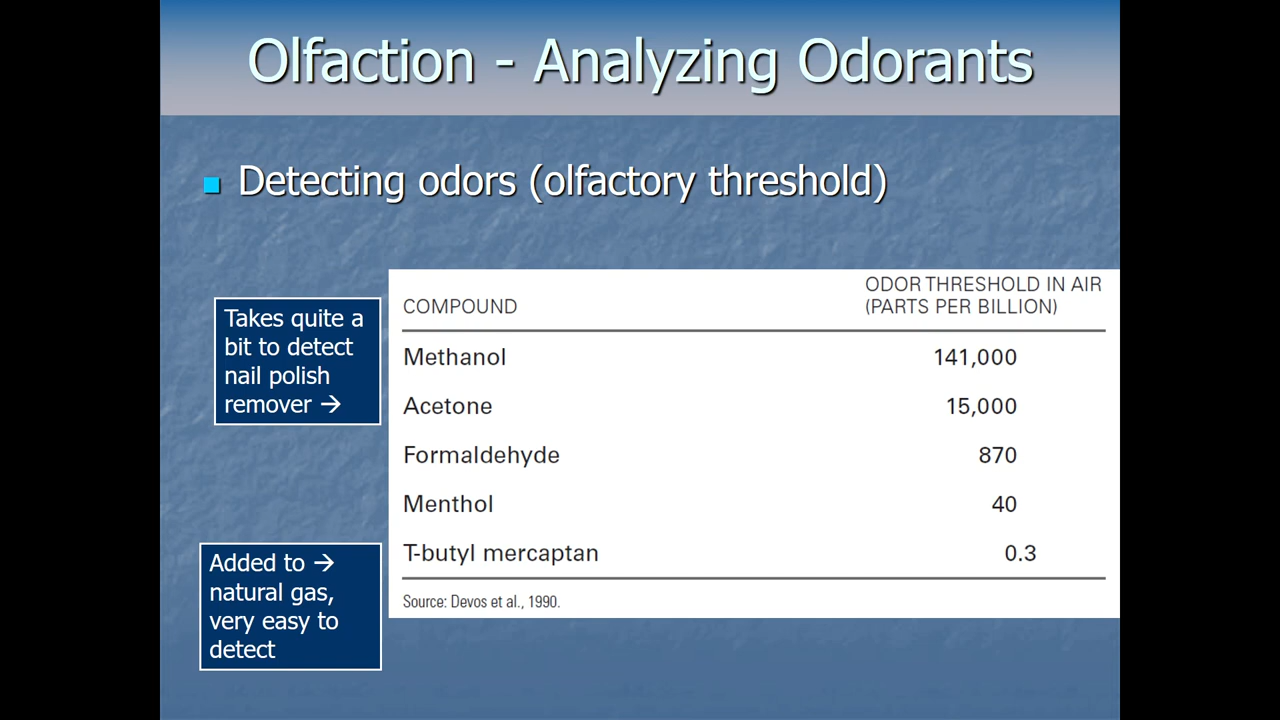 Olfaction - Analyzing Odorants
Detecting odors (olfactory threshold)
Takes quite a
bit to detect
nail polish
remover →
Added to →
natural gas,
very easy to
detect
COMPOUND
ODOR THRESHOLD IN AIR
(PARTS PER BILLION)
Methanol 141,000
Acetone 15,000
Formaldehyde 870
Menthol 40
T-butyl mercaptan 0.3
Source: Devos et al., 1990.